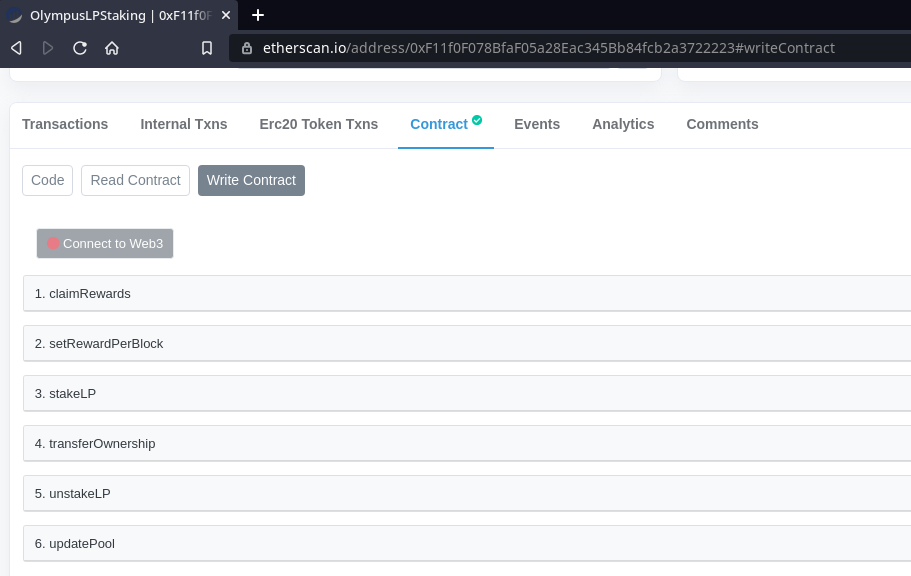 OlympusLPStaking | 0xF11f0F
etherscan.io/address/0xF11f0F078BfaF05a28Eac345Bb84fcb2a3722223#writeContract
Transactions Internal Txns Erc20 Token Txns Contract Events Analytics Comments
Code Read Contract Write Contract
Connect to Web3
1. claimRewards
2. setRewardPerBlock
3. stakeLP
4. transferOwnership
5. unstakeLP
6. updatePool